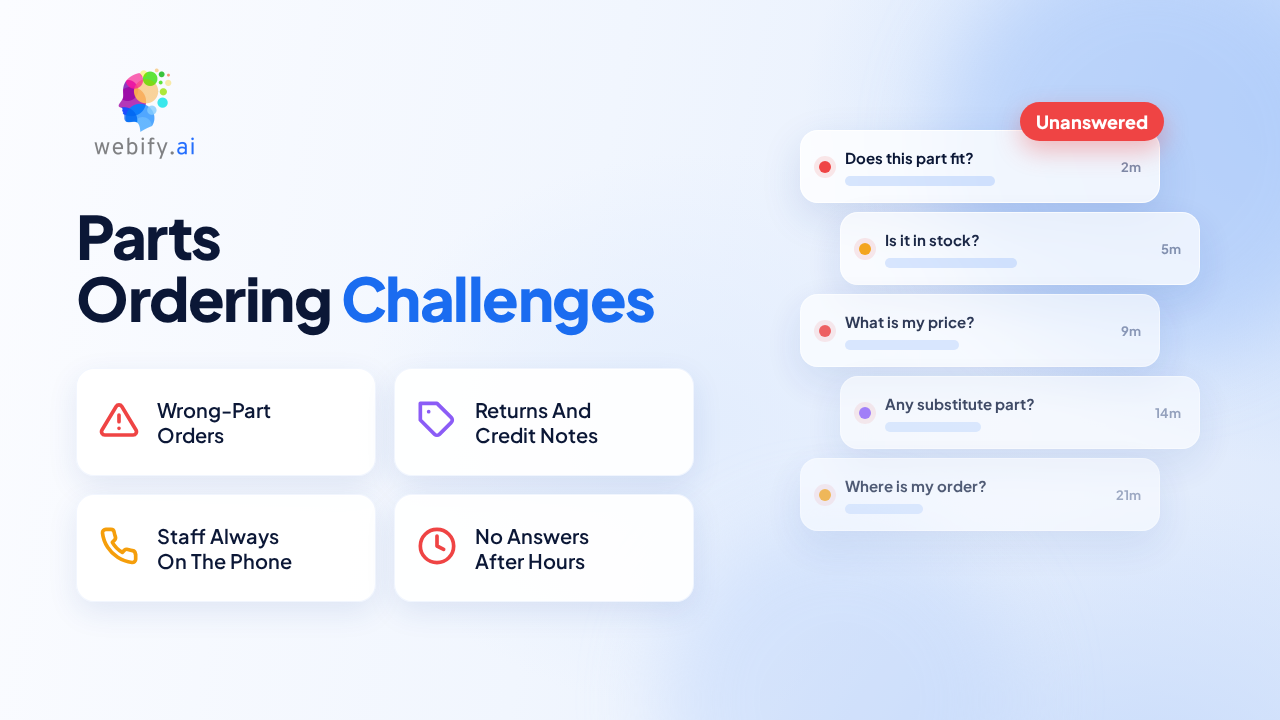 webify.ai
Parts
Ordering Challenges
Wrong-Part
Orders
Returns And
Credit Notes
Staff Always
On The Phone
No Answers
After Hours
Unanswered
Does this part fit?
2m
Is it in stock?
5m
What is my price?
9m
Any substitute part?
14m
Where is my order?
21m